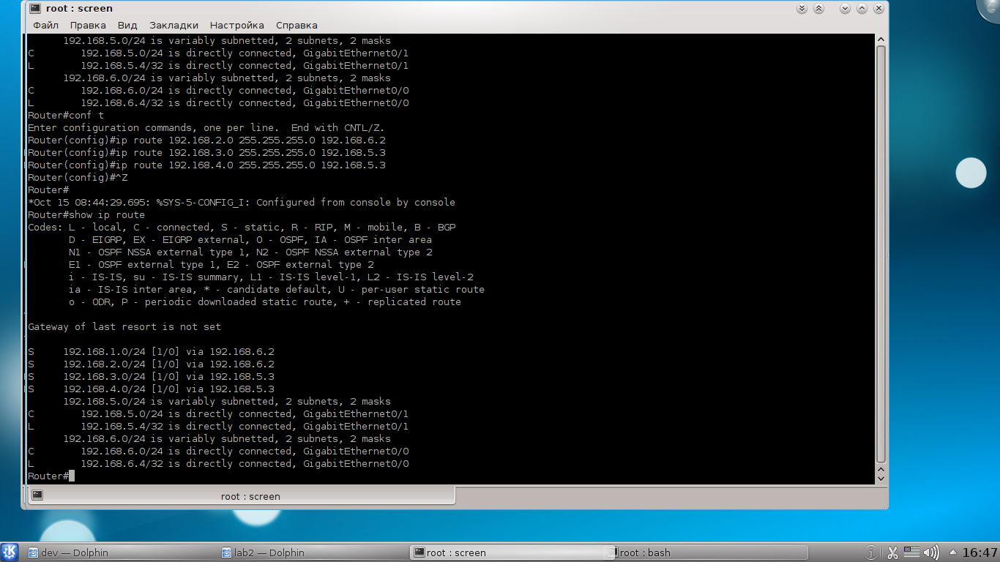 root : screen
Файл Правка Вид Закладки Настройка Справка
192.168.5.0/24 is variably subnetted, 2 subnets, 2 masks
C 192.168.5.0/24 is directly connected, GigabitEthernet0/1
L 192.168.5.4/32 is directly connected, GigabitEthernet0/1
192.168.6.0/24 is variably subnetted, 2 subnets, 2 masks
C 192.168.6.0/24 is directly connected, GigabitEthernet0/0
L 192.168.6.4/32 is directly connected, GigabitEthernet0/0
Router#conf t
Enter configuration commands, one per line. End with CNTL/Z.
Router(config)#ip route 192.168.2.0 255.255.255.0 192.168.6.2
Router(config)#ip route 192.168.3.0 255.255.255.0 192.168.5.3
Router(config)#ip route 192.168.4.0 255.255.255.0 192.168.5.3
Router(config)#^Z
Router#
*Oct 15 08:44:29.695: %SYS-5-CONFIG_I: Configured from console by console
Router#show ip route
Codes: L - local, C - connected, S - static, R - RIP, M - mobile, B - BGP
D - EIGRP, EX - EIGRP external, O - OSPF, IA - OSPF inter area
N1 - OSPF NSSA external type 1, N2 - OSPF NSSA external type 2
E1 - OSPF external type 1, E2 - OSPF external type 2
i - IS-IS, su - IS-IS summary, L1 - IS-IS level-1, L2 - IS-IS level-2
ia - IS-IS inter area, * - candidate default, U - per-user static route
o - ODR, P - periodic downloaded static route, + - replicated route
Gateway of last resort is not set
S 192.168.1.0/24 [1/0] via 192.168.6.2
S 192.168.2.0/24 [1/0] via 192.168.6.2
S 192.168.3.0/24 [1/0] via 192.168.5.3
S 192.168.4.0/24 [1/0] via 192.168.5.3
192.168.5.0/24 is variably subnetted, 2 subnets, 2 masks
C 192.168.5.0/24 is directly connected, GigabitEthernet0/1
L 192.168.5.4/32 is directly connected, GigabitEthernet0/1
192.168.6.0/24 is variably subnetted, 2 subnets, 2 masks
C 192.168.6.0/24 is directly connected, GigabitEthernet0/0
L 192.168.6.4/32 is directly connected, GigabitEthernet0/0
Router#
root : screen
dev — Dolphin
lab2 — Dolphin
root : screen
root : bash
16:47